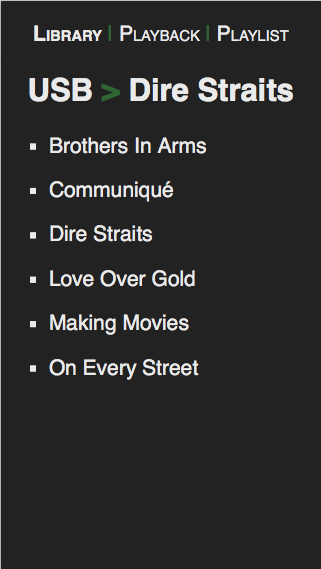 Library | Playback | Playlist
USB > Dire Straits
Brothers In Arms
Communiqué
Dire Straits
Love Over Gold
Making Movies
On Every Street